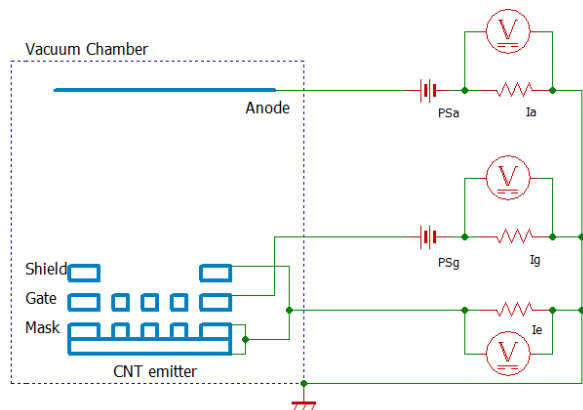 Vacuum Chamber
V
Anode
PSa
Ia
V
Shield
PSg
Ig
Gate
Mask
Ie
V
CNT emitter